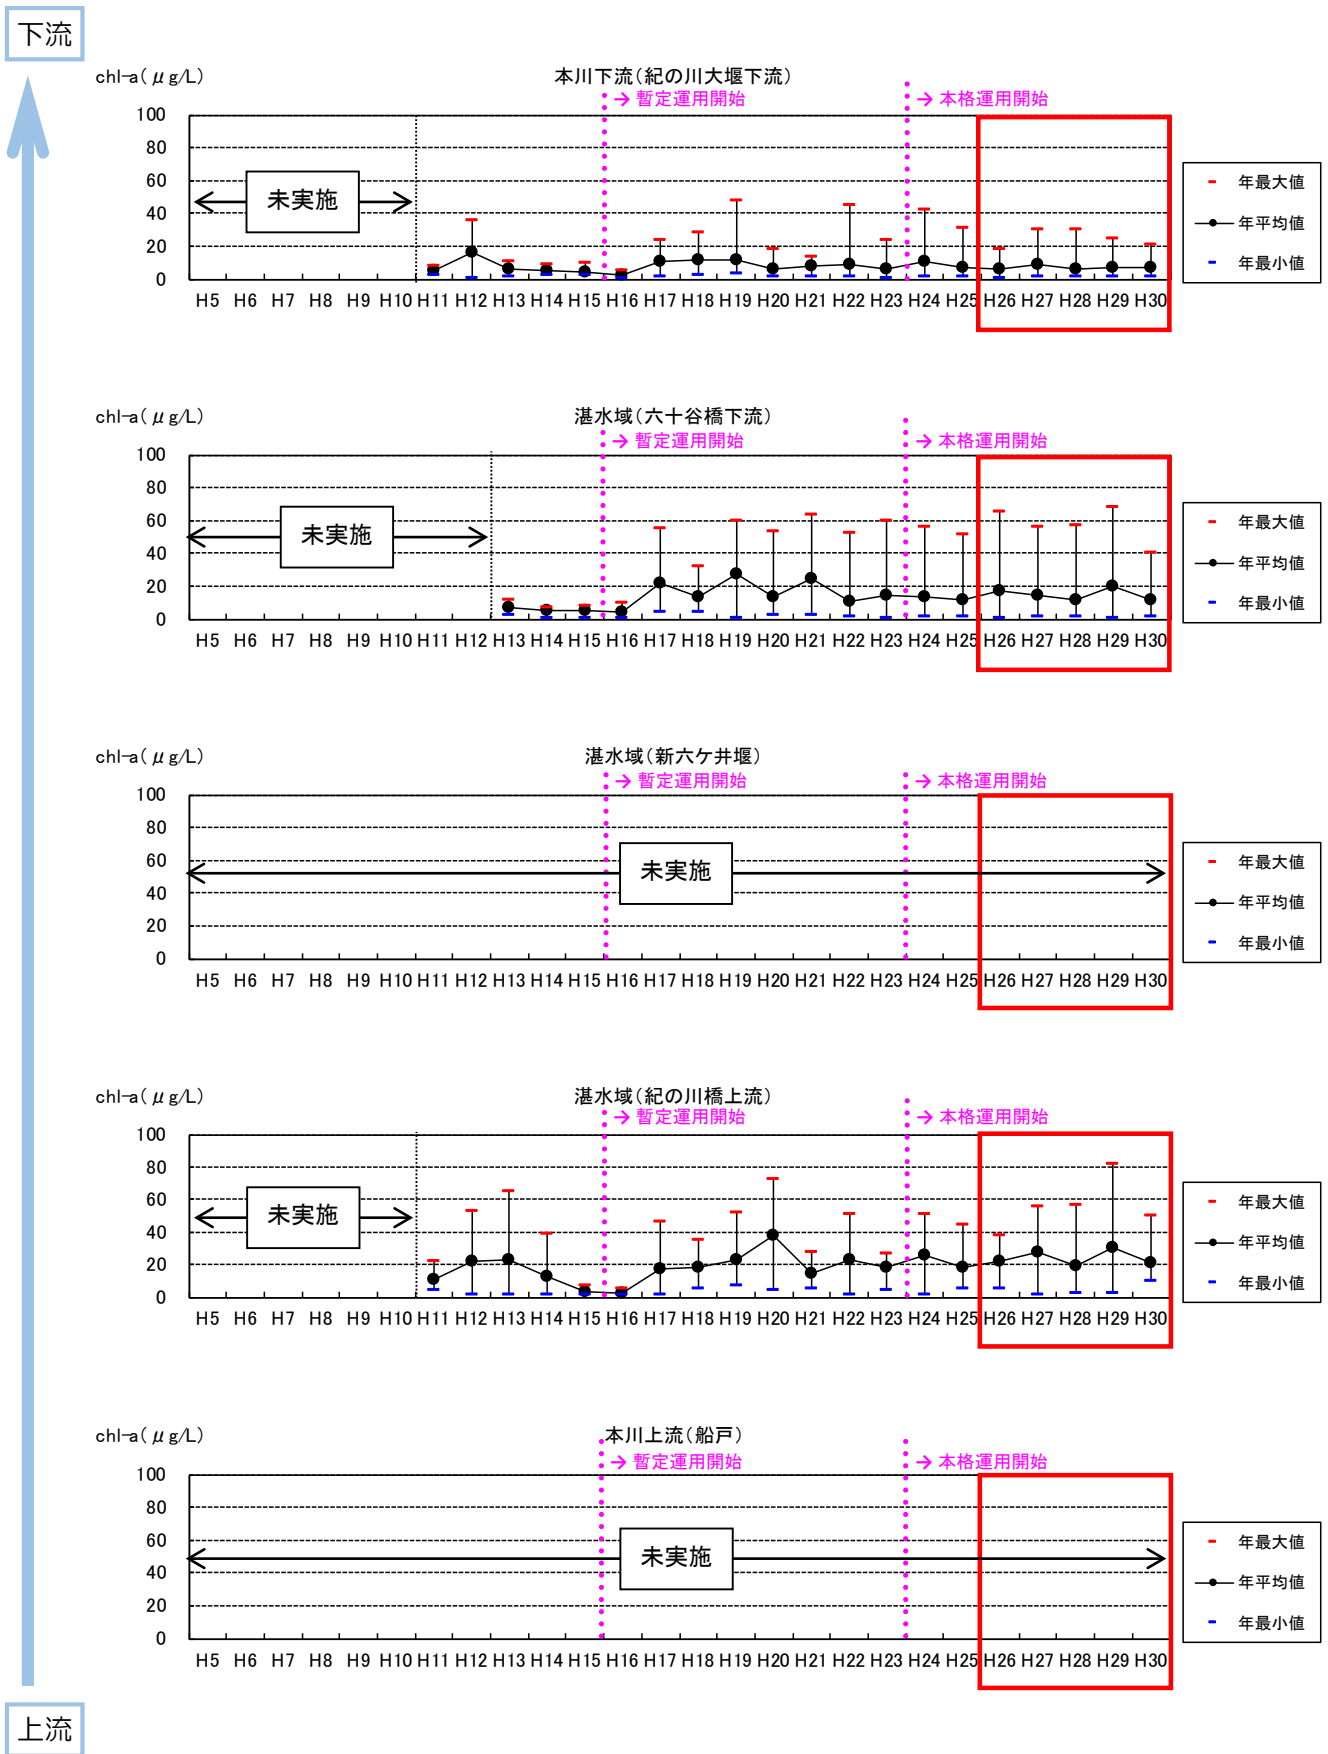 下流
chl-a(μg/L)
本川下流(紀の川大堰下流)
→ 暫定運用開始
→ 本格運用開始
100
80
60
40
20
0
未実施
H5 H6 H7 H8 H9 H10 H11 H12 H13 H14 H15 H16 H17 H18 H19 H20 H21 H22 H23 H24 H25 H26 H27 H28 H29 H30
年最大値
年平均値
年最小値
chl-a(μg/L)
湛水域(六十谷橋下流)
→ 暫定運用開始
→ 本格運用開始
100
80
60
40
20
0
未実施
H5 H6 H7 H8 H9 H10 H11 H12 H13 H14 H15 H16 H17 H18 H19 H20 H21 H22 H23 H24 H25 H26 H27 H28 H29 H30
年最大値
年平均値
年最小値
chl-a(μg/L)
湛水域(新六ケ井堰)
→ 暫定運用開始
→ 本格運用開始
100
80
60
40
20
0
未実施
H5 H6 H7 H8 H9 H10 H11 H12 H13 H14 H15 H16 H17 H18 H19 H20 H21 H22 H23 H24 H25 H26 H27 H28 H29 H30
年最大値
年平均値
年最小値
chl-a(μg/L)
湛水域(紀の川橋上流)
→ 暫定運用開始
→ 本格運用開始
100
80
60
40
20
0
未実施
H5 H6 H7 H8 H9 H10 H11 H12 H13 H14 H15 H16 H17 H18 H19 H20 H21 H22 H23 H24 H25 H26 H27 H28 H29 H30
年最大値
年平均値
年最小値
chl-a(μg/L)
本川上流(船戸)
→ 暫定運用開始
→ 本格運用開始
100
80
60
40
20
0
未実施
H5 H6 H7 H8 H9 H10 H11 H12 H13 H14 H15 H16 H17 H18 H19 H20 H21 H22 H23 H24 H25 H26 H27 H28 H29 H30
年最大値
年平均値
年最小値
上流